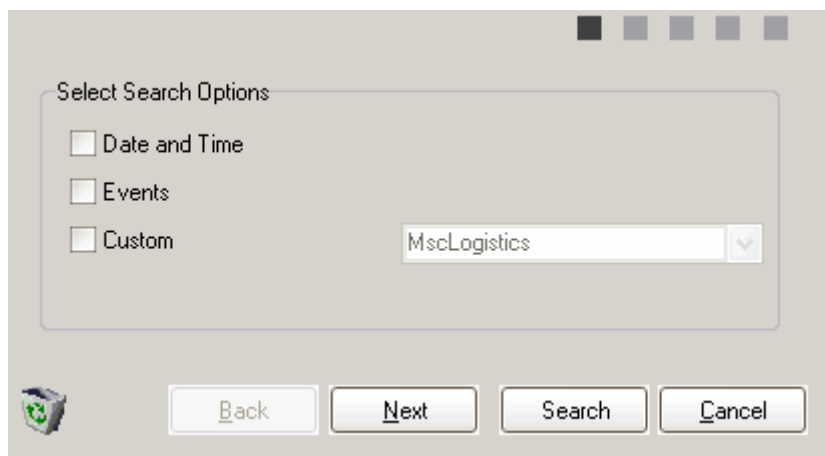 Select Search Options
Date and Time
Events
Custom MscLogistics
Back Next Search Cancel